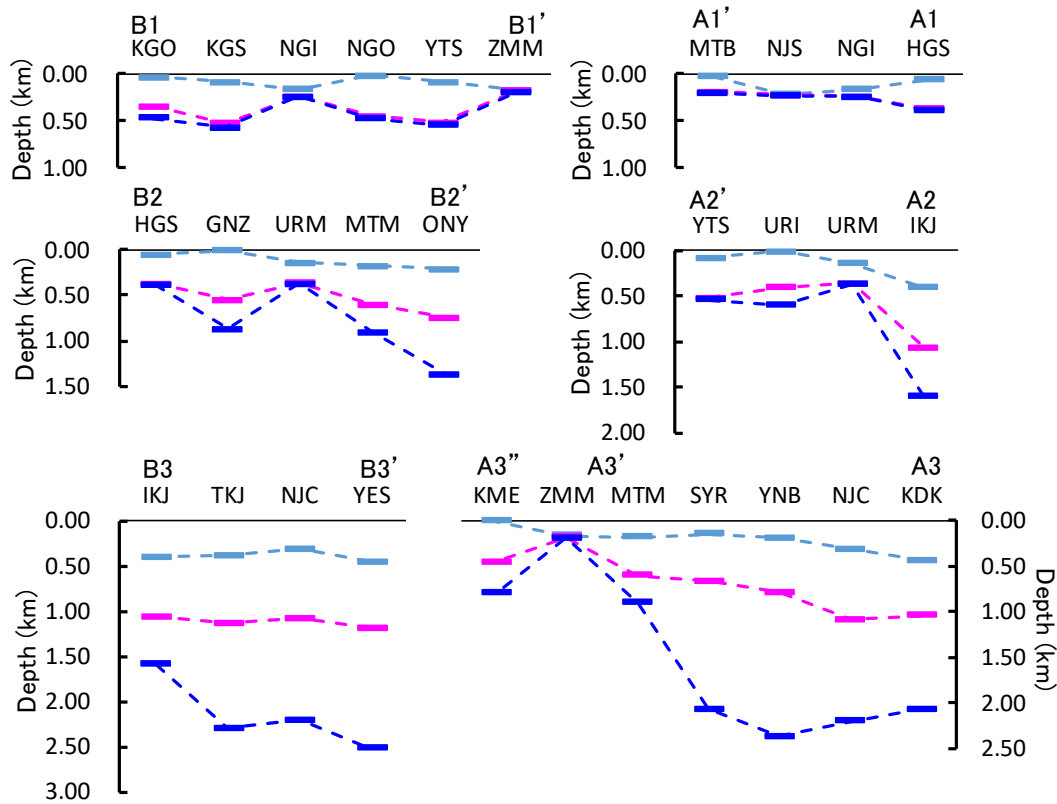 B1 B1’
KGO KGS NGI NGO YTS ZMM
0.00
0.50
1.00
Depth (km)
A1’ A1
MTB NJS NGI HGS
0.00
0.50
1.00
Depth (km)
B2 B2’
HGS GNZ URM MTM ONY
0.00
0.50
1.00
1.50
Depth (km)
A2’ A2
YTS URI URM IKJ
0.00
0.50
1.00
1.50
2.00
Depth (km)
B3 B3’
IKJ TKJ NJC YES
0.00
0.50
1.00
1.50
2.00
2.50
3.00
Depth (km)
A3” A3’ A3
KME ZMM MTM SYR YNB NJC KDK
0.00
0.50
1.00
1.50
2.00
2.50
Depth (km)